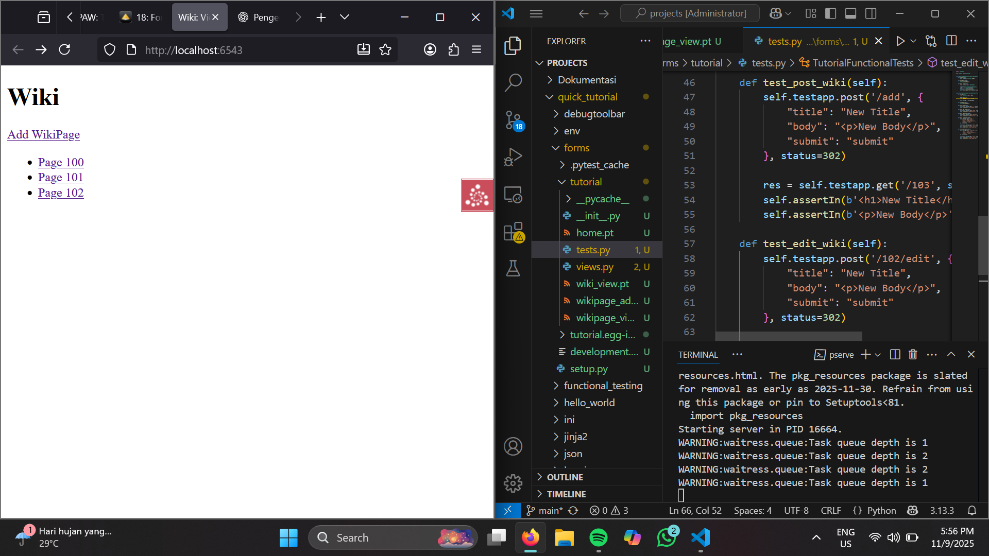 PAW:
18: Fo
Wiki: Vi
Penge
http://localhost:6543
Wiki
Add WikiPage
Page 100
Page 101
Page 102
projects [Administrator]
EXPLORER
PROJECTS
Dokumentasi
quick_tutorial
debugtoolbar
env
forms
.pytest_cache
tutorial
__pycache__
__init__.py U
home.pt U
tests.py 1, U
views.py 2, U
wiki_view.pt U
wikipage_ad... U
wikipage_vi... U
tutorial.egg-i...
development.... U
setup.py U
functional_testing
hello_world
ini
jinja2
json
OUTLINE
TIMELINE
18
ge_view.pt U
tests.py ...\forms\... 1, U
rms > tutorial > tests.py > TutorialFunctionalTests > test_edit_w
46 def test_post_wiki(self):
47 self.testapp.post('/add', {
48 "title": "New Title",
49 "body": "<p>New Body</p>",
50 "submit": "submit"
51 }, status=302)
52
53 res = self.testapp.get('/103', s
54 self.assertIn(b'<h1>New Title</h
55 self.assertIn(b'<p>New Body</p>'
56
57 def test_edit_wiki(self):
58 self.testapp.post('/102/edit', {
59 "title": "New Title",
60 "body": "<p>New Body</p>",
61 "submit": "submit"
62 }, status=302)
63
TERMINAL
pserve
resources.html. The pkg_resources package is slated
for removal as early as 2025-11-30. Refrain from usi
ng this package or pin to Setuptools<81.
import pkg_resources
Starting server in PID 16664.
WARNING:waitress.queue:Task queue depth is 1
WARNING:waitress.queue:Task queue depth is 2
WARNING:waitress.queue:Task queue depth is 2
WARNING:waitress.queue:Task queue depth is 1
main* 0 3 Ln 66, Col 52 Spaces: 4 UTF-8 CRLF {} Python 3.13.3
1
Hari hujan yang...
29°C
Search
2
ENG
US
5:56 PM
11/9/2025